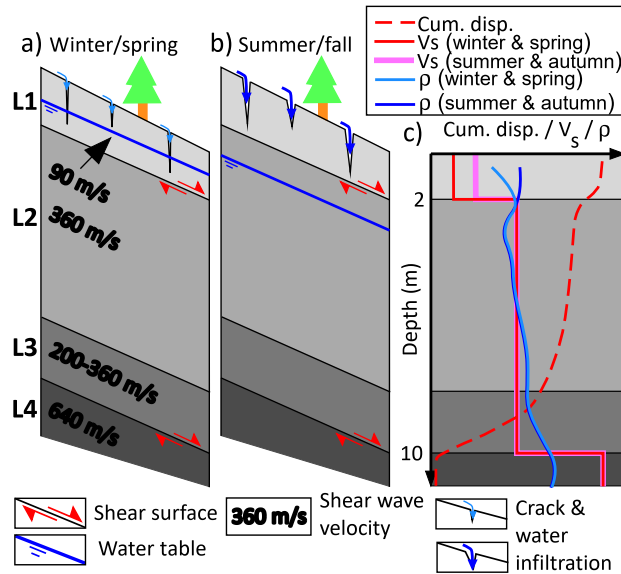 a) Winter/spring
b) Summer/fall
Cum. disp.
Vs (winter & spring)
Vs (summer & autumn)
ρ (winter & spring)
ρ (summer & autumn)
c) Cum. disp. / Vs / ρ
L1
L2
L3
L4
90 m/s
360 m/s
200-360 m/s
640 m/s
2
Depth (m)
10
Shear surface
Water table
360 m/s
Shear wave
velocity
Crack &
water
infiltration